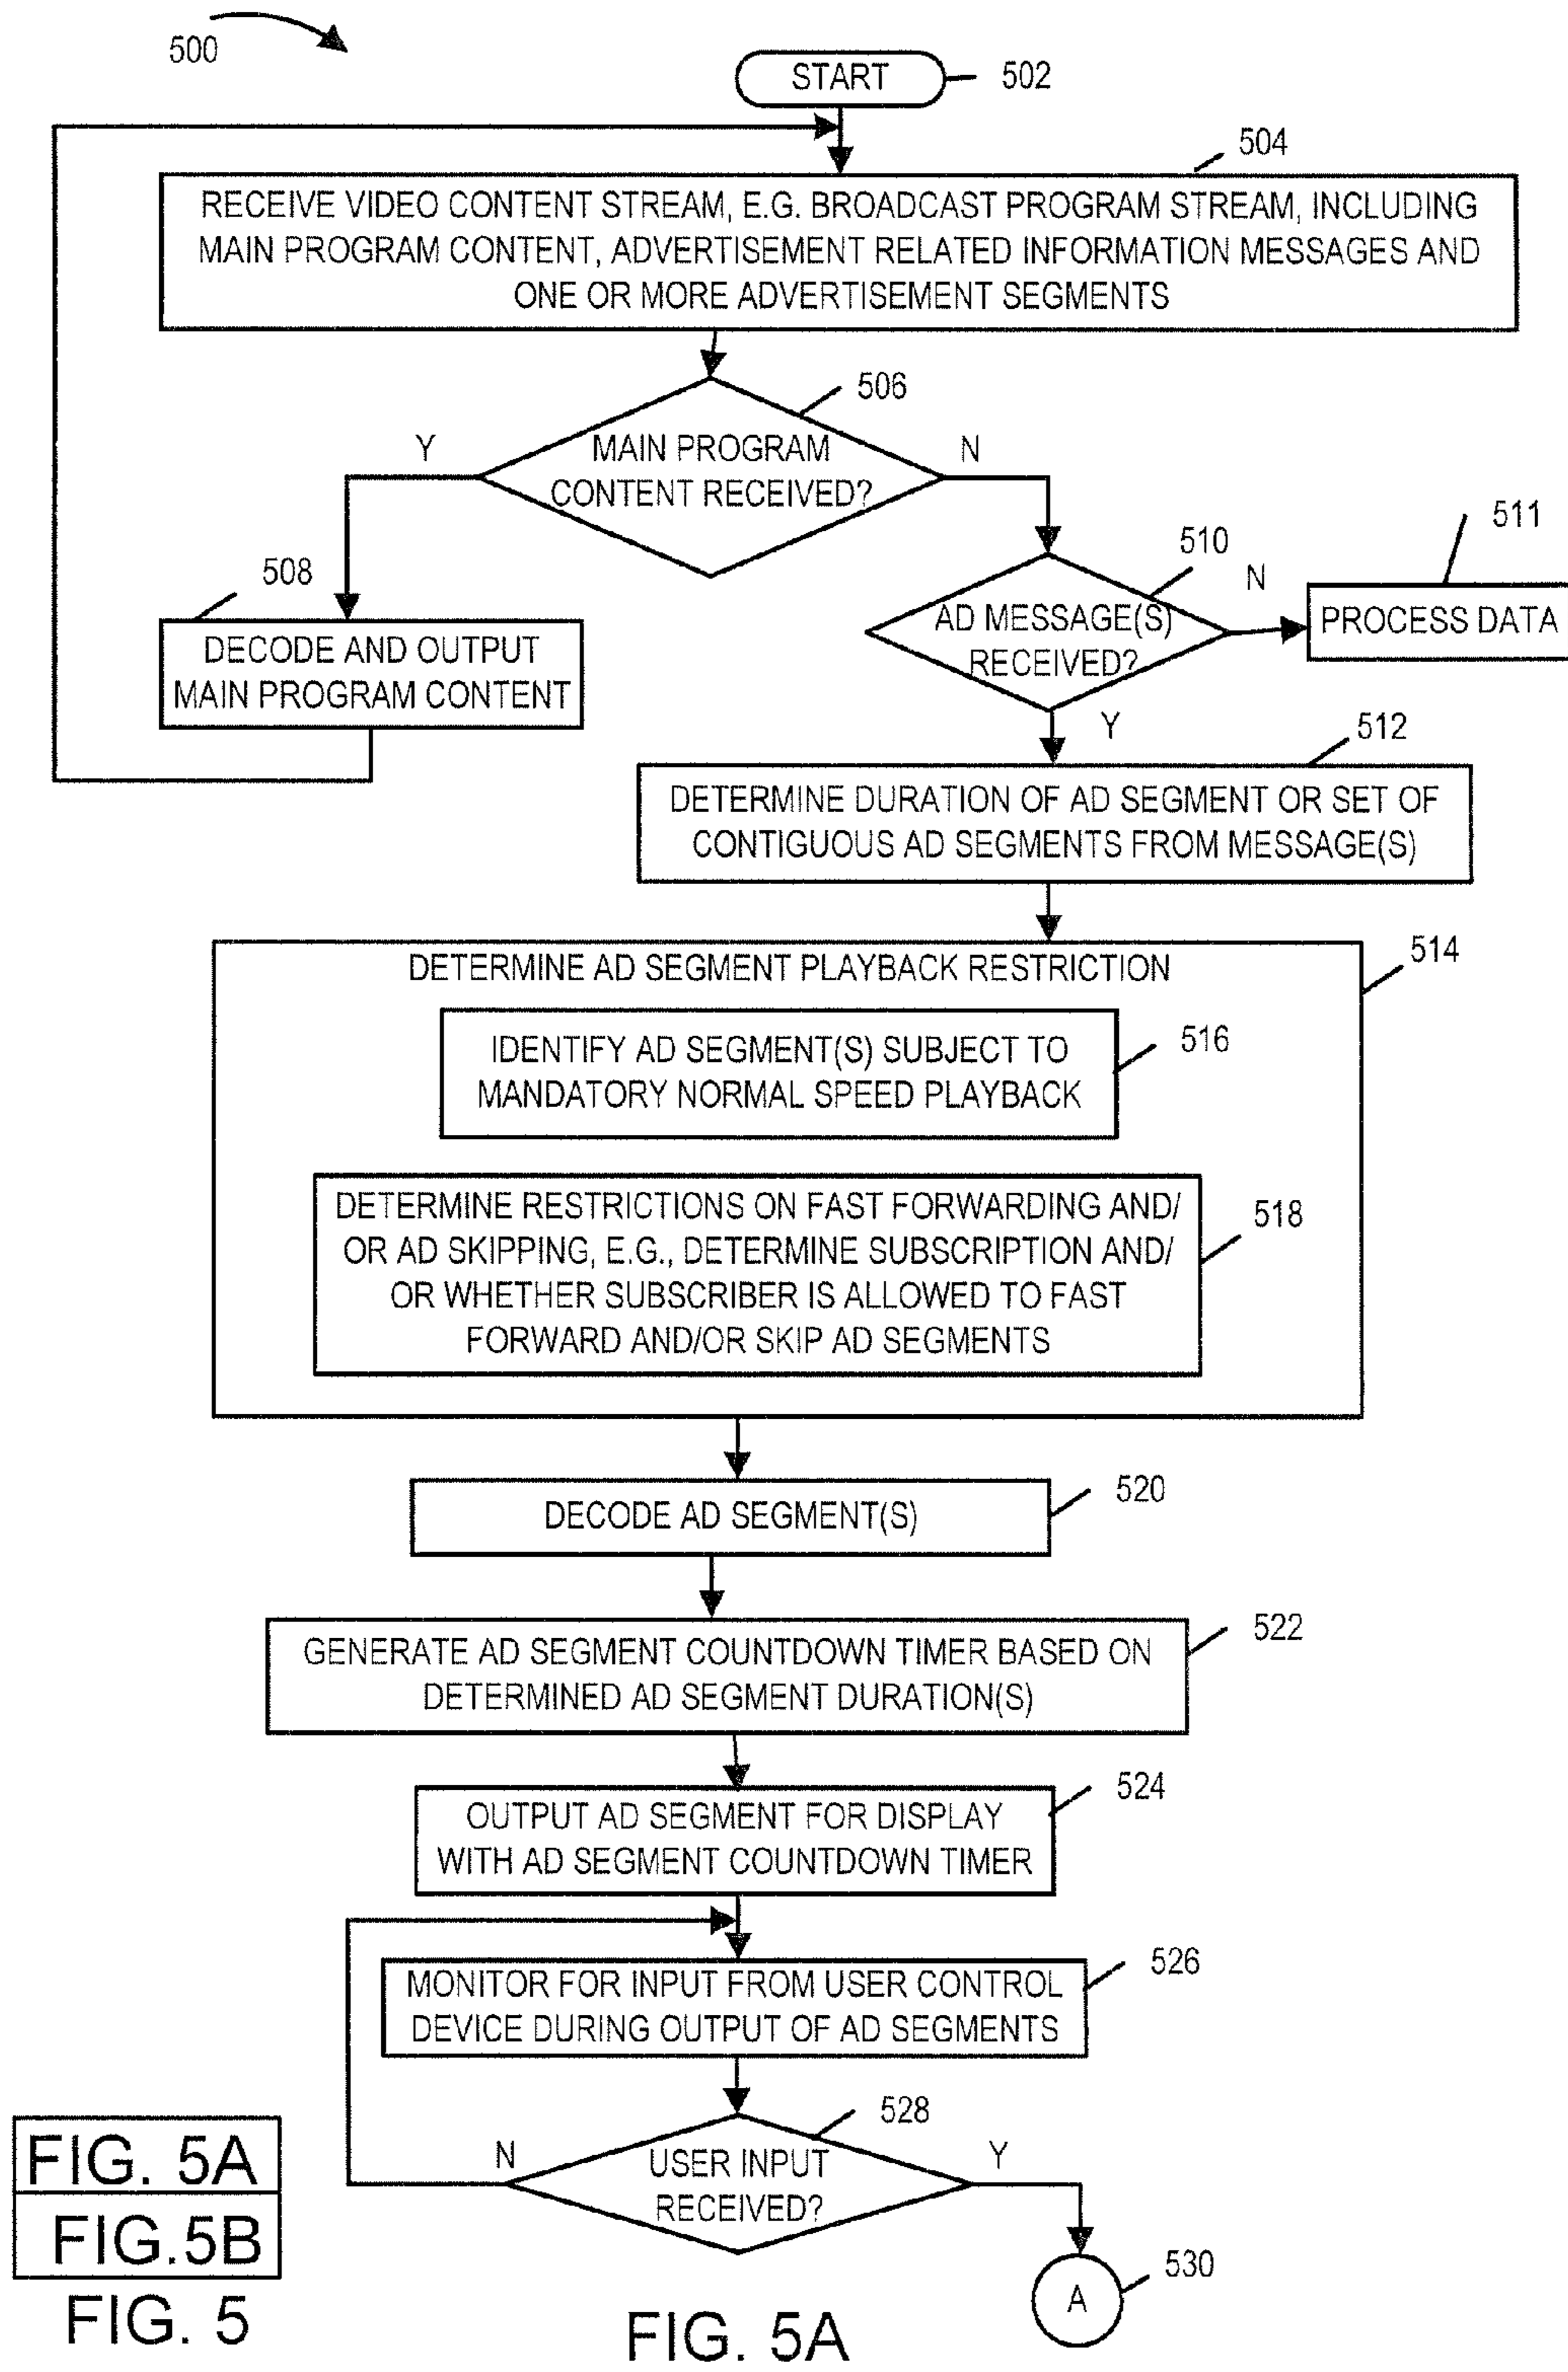 500
START
502
504
RECEIVE VIDEO CONTENT STREAM, E.G. BROADCAST PROGRAM STREAM, INCLUDING
MAIN PROGRAM CONTENT, ADVERTISEMENT RELATED INFORMATION MESSAGES AND
ONE OR MORE ADVERTISEMENT SEGMENTS
506
MAIN PROGRAM
CONTENT RECEIVED?
Y
N
508
DECODE AND OUTPUT
MAIN PROGRAM CONTENT
510
AD MESSAGE(S)
RECEIVED?
N
511
PROCESS DATA
Y
512
DETERMINE DURATION OF AD SEGMENT OR SET OF
CONTIGUOUS AD SEGMENTS FROM MESSAGE(S)
514
DETERMINE AD SEGMENT PLAYBACK RESTRICTION
516
IDENTIFY AD SEGMENT(S) SUBJECT TO
MANDATORY NORMAL SPEED PLAYBACK
518
DETERMINE RESTRICTIONS ON FAST FORWARDING AND/
OR AD SKIPPING, E.G., DETERMINE SUBSCRIPTION AND/
OR WHETHER SUBSCRIBER IS ALLOWED TO FAST
FORWARD AND/OR SKIP AD SEGMENTS
520
DECODE AD SEGMENT(S)
522
GENERATE AD SEGMENT COUNTDOWN TIMER BASED ON
DETERMINED AD SEGMENT DURATION(S)
524
OUTPUT AD SEGMENT FOR DISPLAY
WITH AD SEGMENT COUNTDOWN TIMER
526
MONITOR FOR INPUT FROM USER CONTROL
DEVICE DURING OUTPUT OF AD SEGMENTS
528
USER INPUT
RECEIVED?
N
Y
A
530
FIG. 5A
FIG.5B
FIG. 5
FIG. 5A